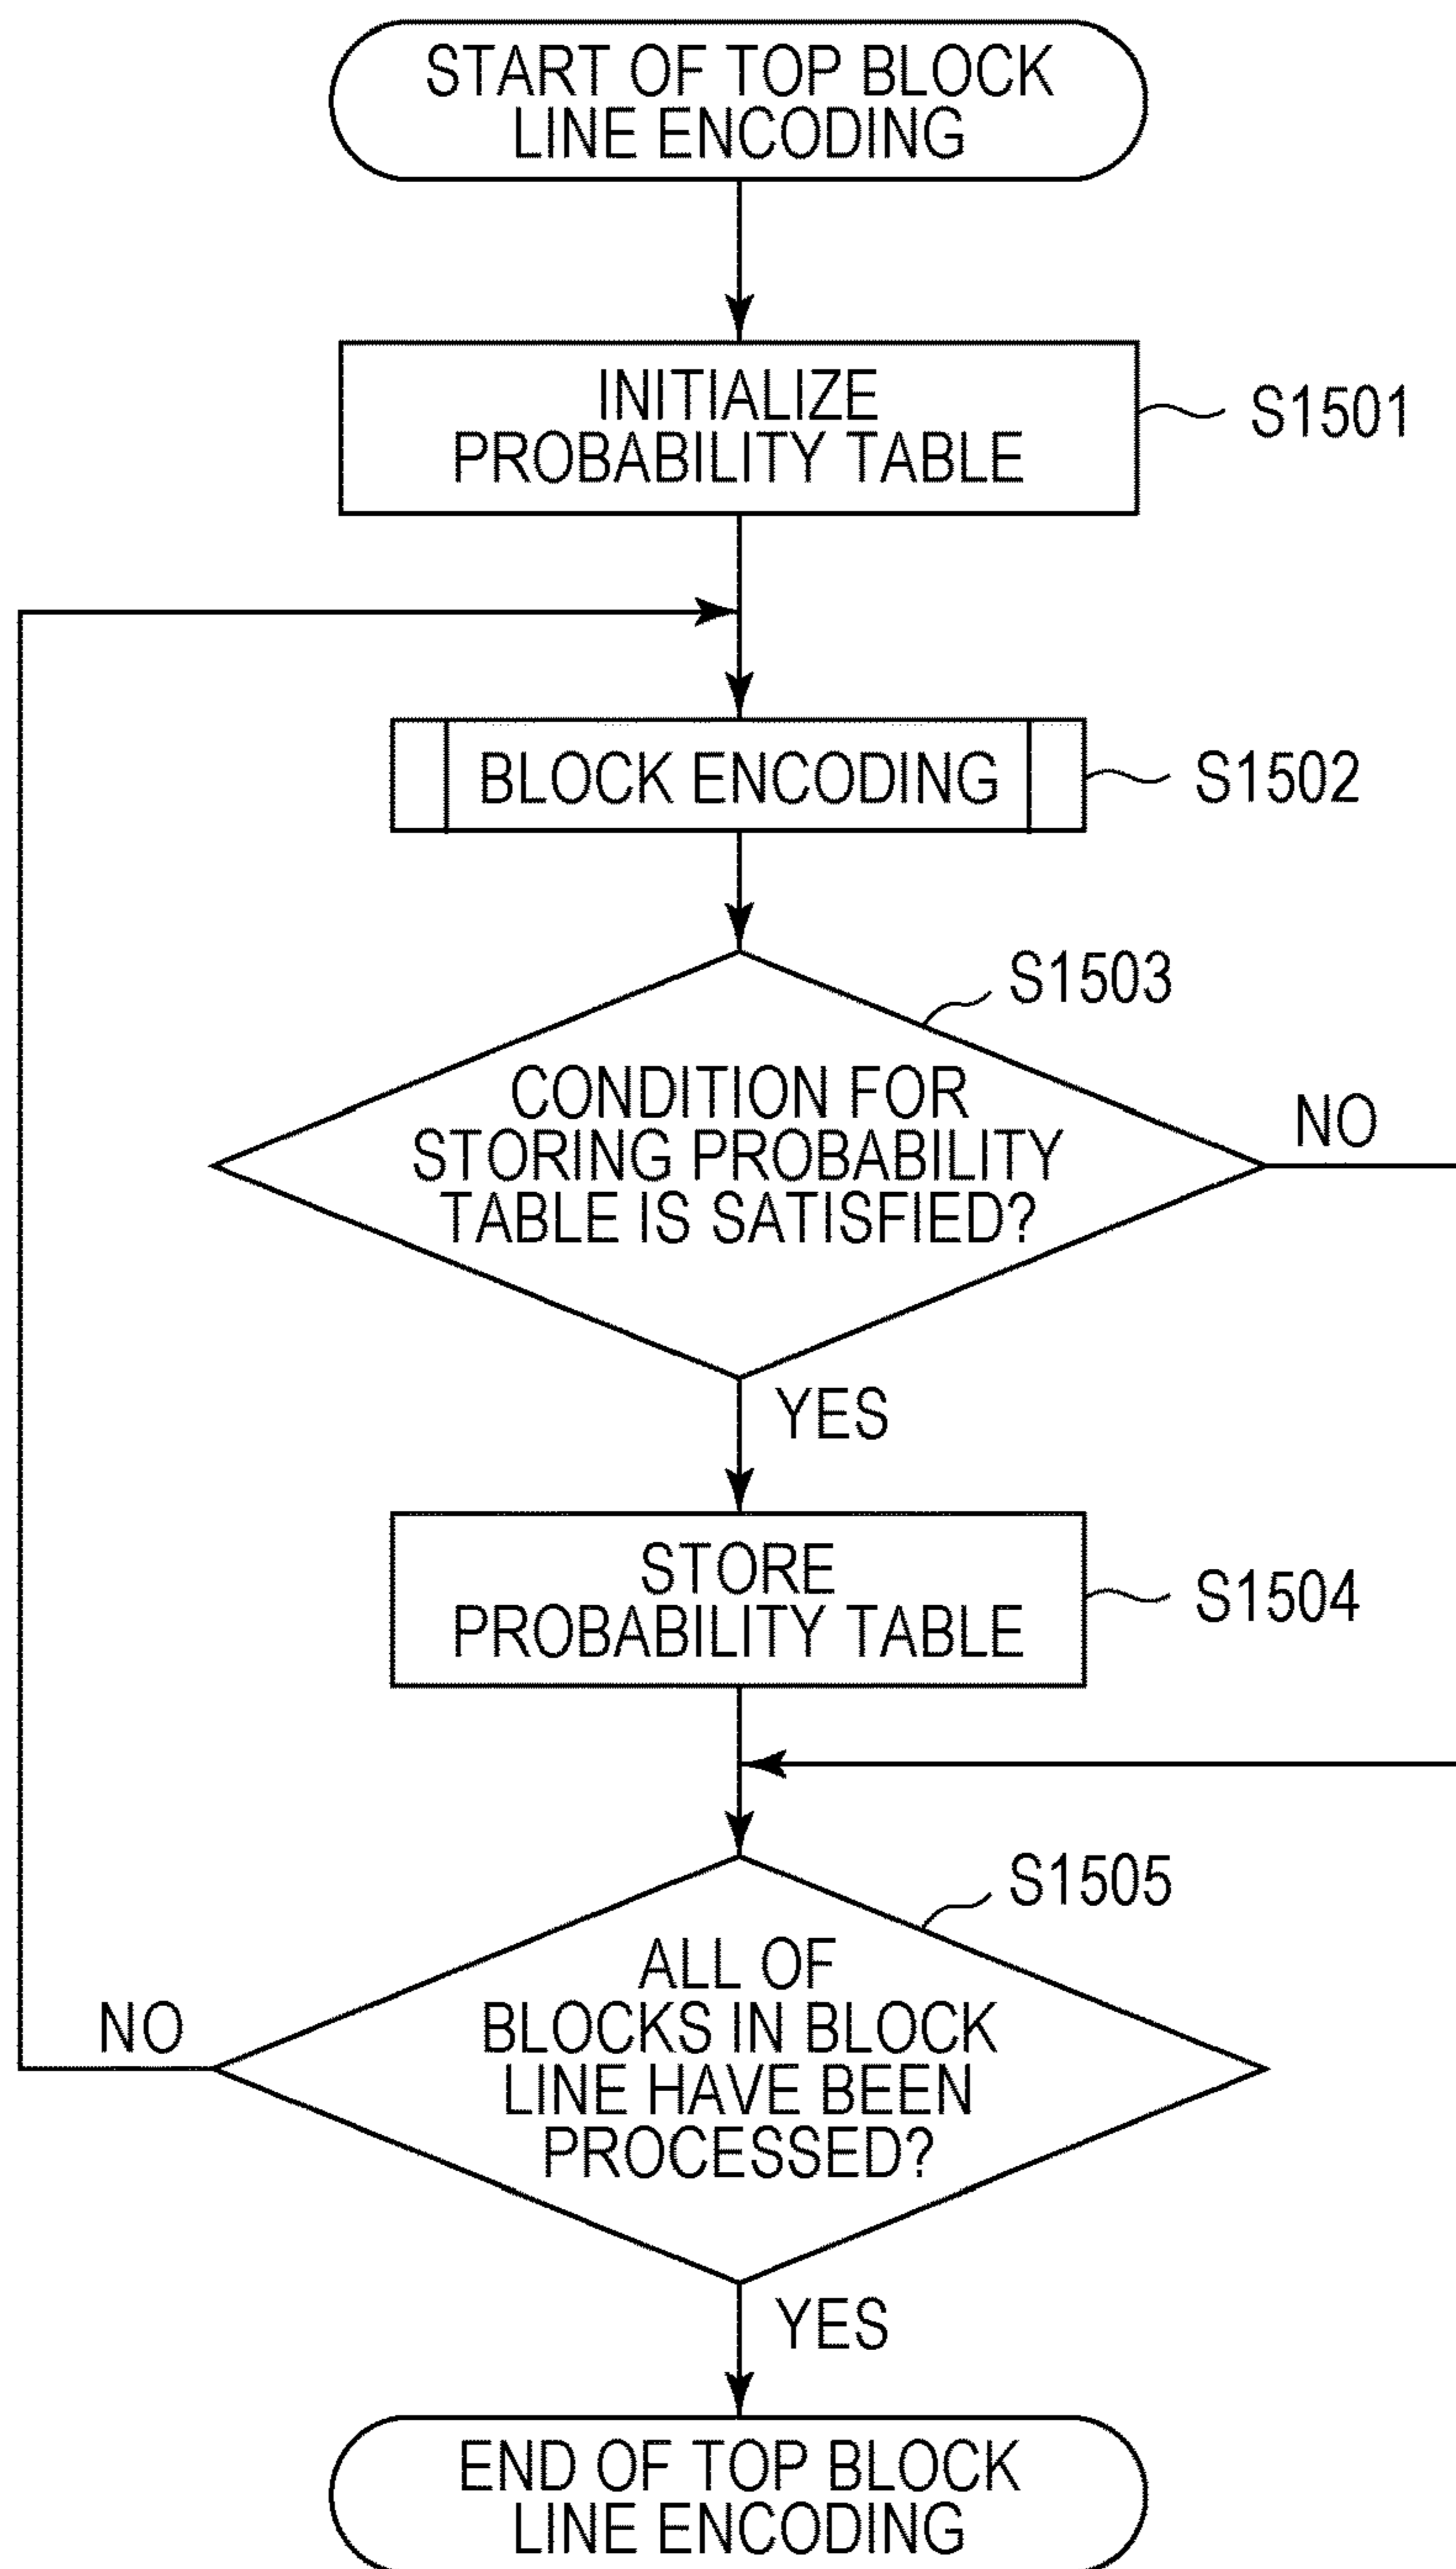 START OF TOP BLOCK
LINE ENCODING
INITIALIZE
PROBABILITY TABLE
S1501
BLOCK ENCODING
S1502
S1503
CONDITION FOR
STORING PROBABILITY
TABLE IS SATISFIED?
NO
YES
STORE
PROBABILITY TABLE
S1504
S1505
ALL OF
BLOCKS IN BLOCK
LINE HAVE BEEN
PROCESSED?
NO
YES
END OF TOP BLOCK
LINE ENCODING